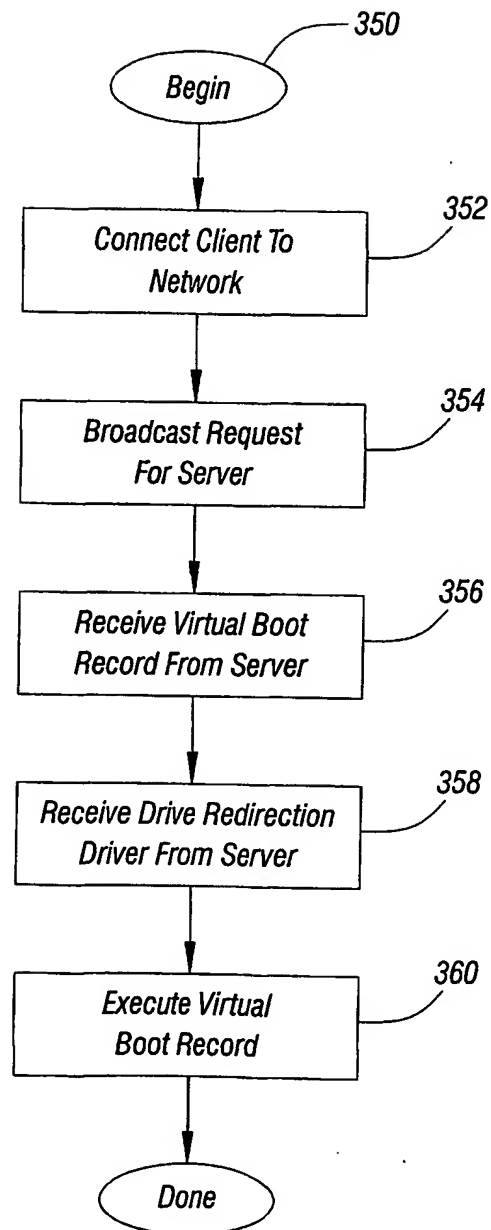 350
Begin
352
Connect Client To
Network
354
Broadcast Request
For Server
356
Receive Virtual Boot
Record From Server
358
Receive Drive Redirection
Driver From Server
360
Execute Virtual
Boot Record
Done